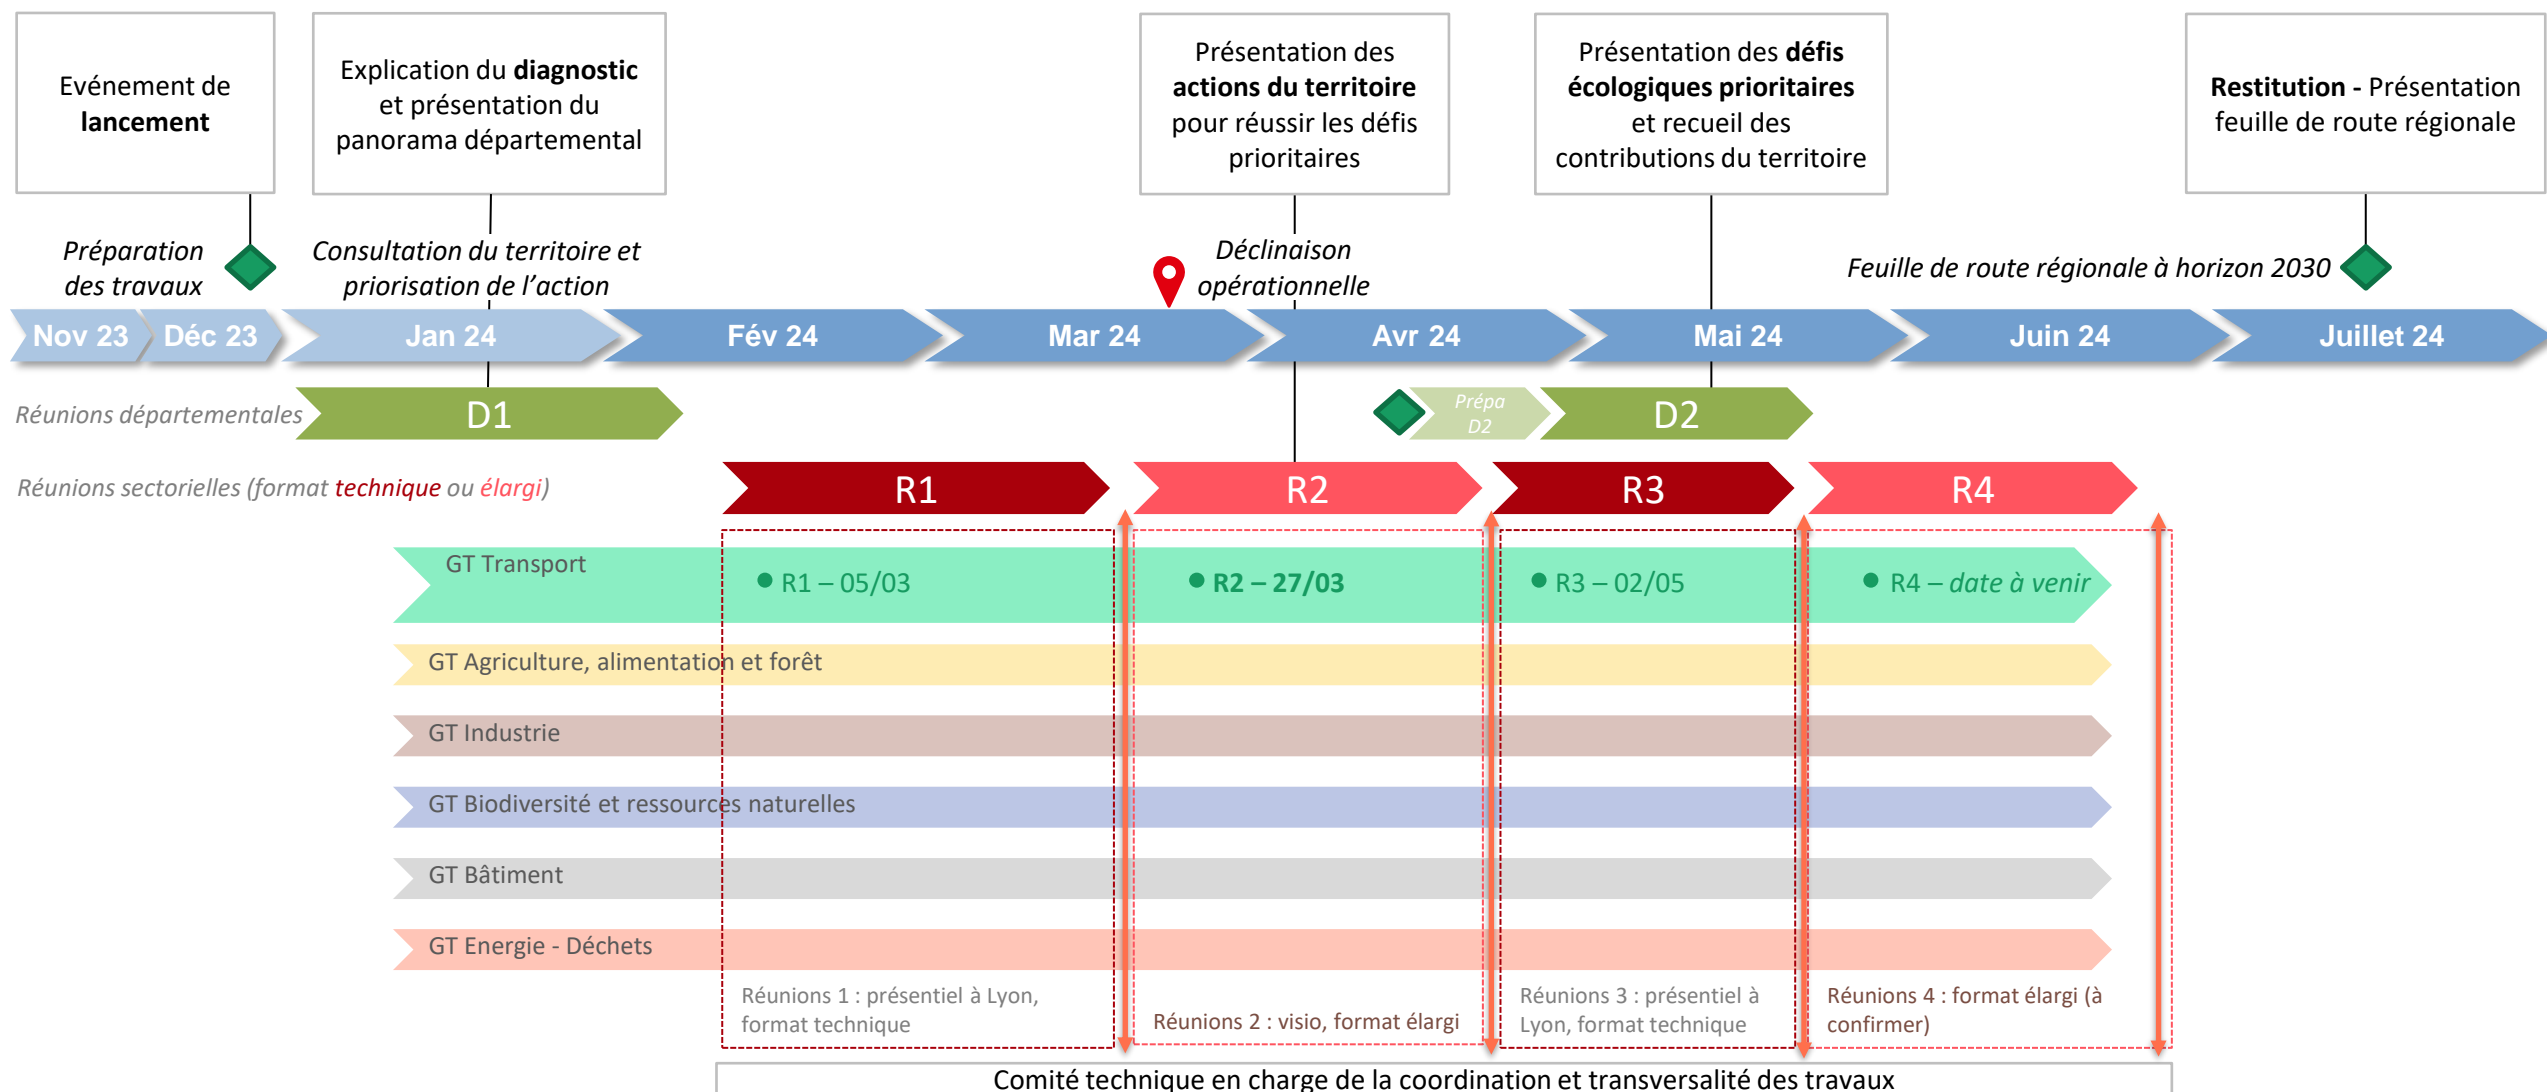 Evénement de
lancement
Explication du diagnostic
et présentation du
panorama départemental
Présentation des
actions du territoire
pour réussir les défis
prioritaires
Présentation des défis
écologiques prioritaires
et recueil des
contributions du territoire
Restitution - Présentation
feuille de route régionale
Préparation
des travaux
Consultation du territoire et
priorisation de l'action
Déclinaison
opérationnelle
Feuille de route régionale à horizon 2030
Nov 23
Déc 23
Jan 24
Fév 24
Mar 24
Avr 24
Mai 24
Juin 24
Juillet 24
Réunions départementales
D1
Prépa
D2
D2
Réunions sectorielles (format technique ou élargi)
R1
R2
R3
R4
GT Transport
• R1 – 05/03
• R2 – 27/03
• R3 – 02/05
• R4 – date à venir
GT Agriculture, alimentation et forêt
GT Industrie
GT Biodiversité et ressources naturelles
GT Bâtiment
GT Energie - Déchets
Réunions 1 : présentiel à Lyon,
format technique
Réunions 2 : visio, format élargi
Réunions 3 : présentiel à
Lyon, format technique
Réunions 4 : format élargi (à
confirmer)
Comité technique en charge de la coordination et transversalité des travaux